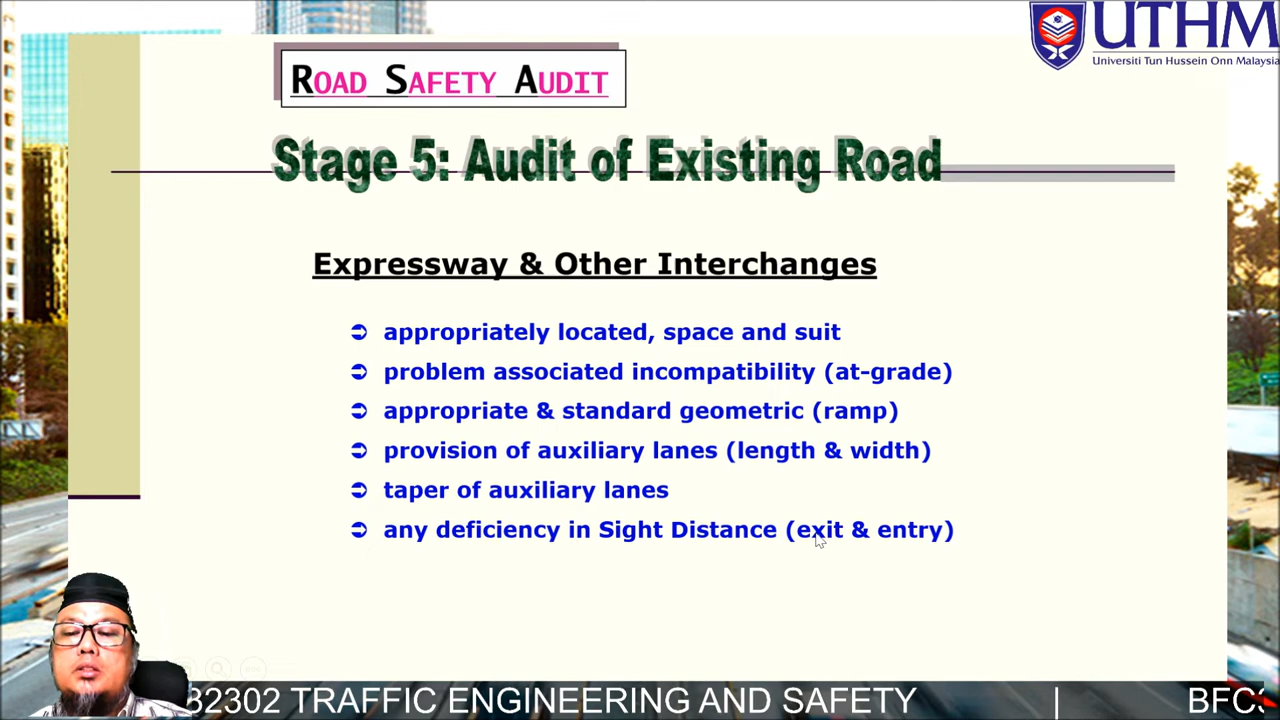 UTHM
Universiti Tun Hussein Onn Malaysia
ROAD SAFETY AUDIT
Stage 5: Audit of Existing Road
Expressway & Other Interchanges
➲ appropriately located, space and suit
➲ problem associated incompatibility (at-grade)
➲ appropriate & standard geometric (ramp)
➲ provision of auxiliary lanes (length & width)
➲ taper of auxiliary lanes
➲ any deficiency in Sight Distance (exit & entry)
32302 TRAFFIC ENGINEERING AND SAFETY | BFC3